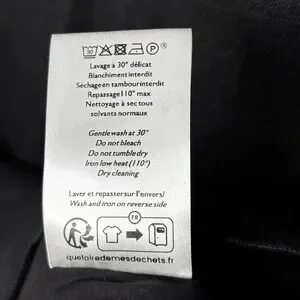 30 P
Lavage à 30° délicat
Blanchiment interdit
Séchage en tambour interdit
Repassage 110° max
Nettoyage à sec tous
solvants normaux
Gentle wash at 30°
Do not bleach
Do not tumble dry
Iron low heat (110°)
Dry cleaning
Laver et repasser sur l'envers/
Wash and iron on reverse side
FR
quefairedemesdechets.fr